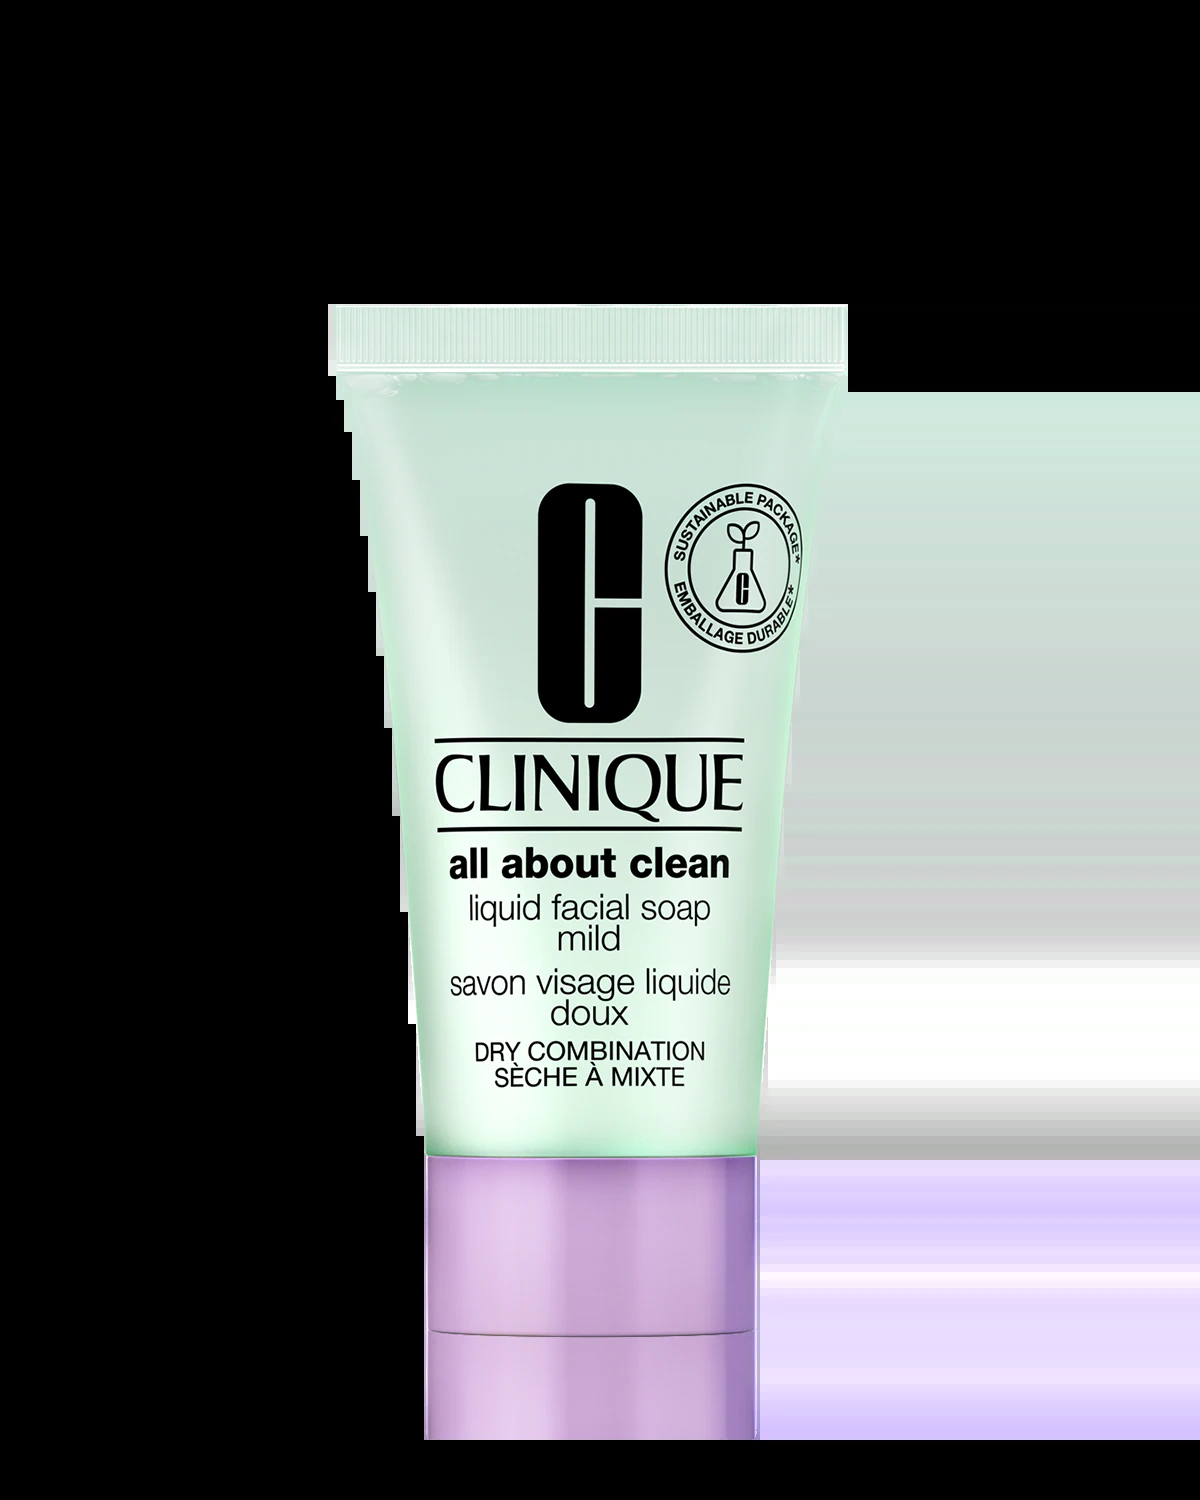 C
SUSTAINABLE PACKAGE*
EMBALLAGE DURABLE*
C
CLINIQUE
all about clean
liquid facial soap
mild
savon visage liquide
doux
DRY COMBINATION
SÈCHE À MIXTE